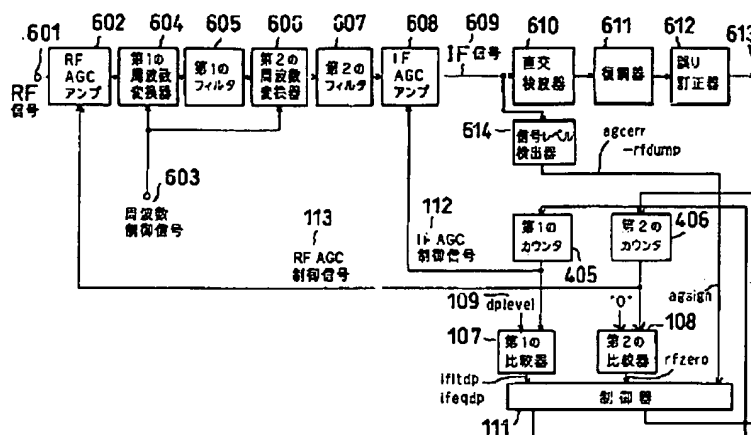 601
RF
信号
602
RF
AGC
アンプ
604
第1の
周波数
変換器
605
第1の
フィルタ
606
第2の
周波数
変換器
607
第2の
フィルタ
608
IF
AGC
アンプ
609
IF信号
610
直交
検波器
611
復調器
612
誤り
訂正器
613
603
周波数
制御信号
614
信号レベル
検出器
agcerr
-rfdump
113
RF AGC
制御信号
112
IF AGC
制御信号
第1の
カウンタ
405
第2の
カウンタ
406
109
dplevel
"0"
agsign
107
第1の
比較器
108
第2の
比較器
ifltdp
ifeqdp
rfzero
制御器
111